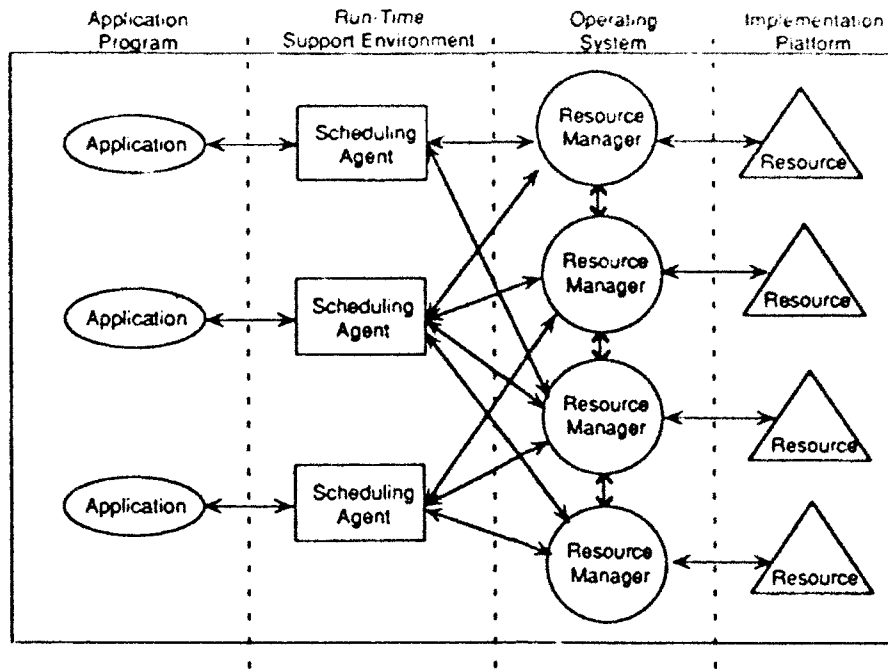 Application
Program
Run-Time
Support Environment
Operating
System
Implementation
Platform
Application
Scheduling
Agent
Resource
Manager
Resource
Application
Scheduling
Agent
Resource
Manager
Resource
Resource
Manager
Resource
Application
Scheduling
Agent
Resource
Manager
Resource